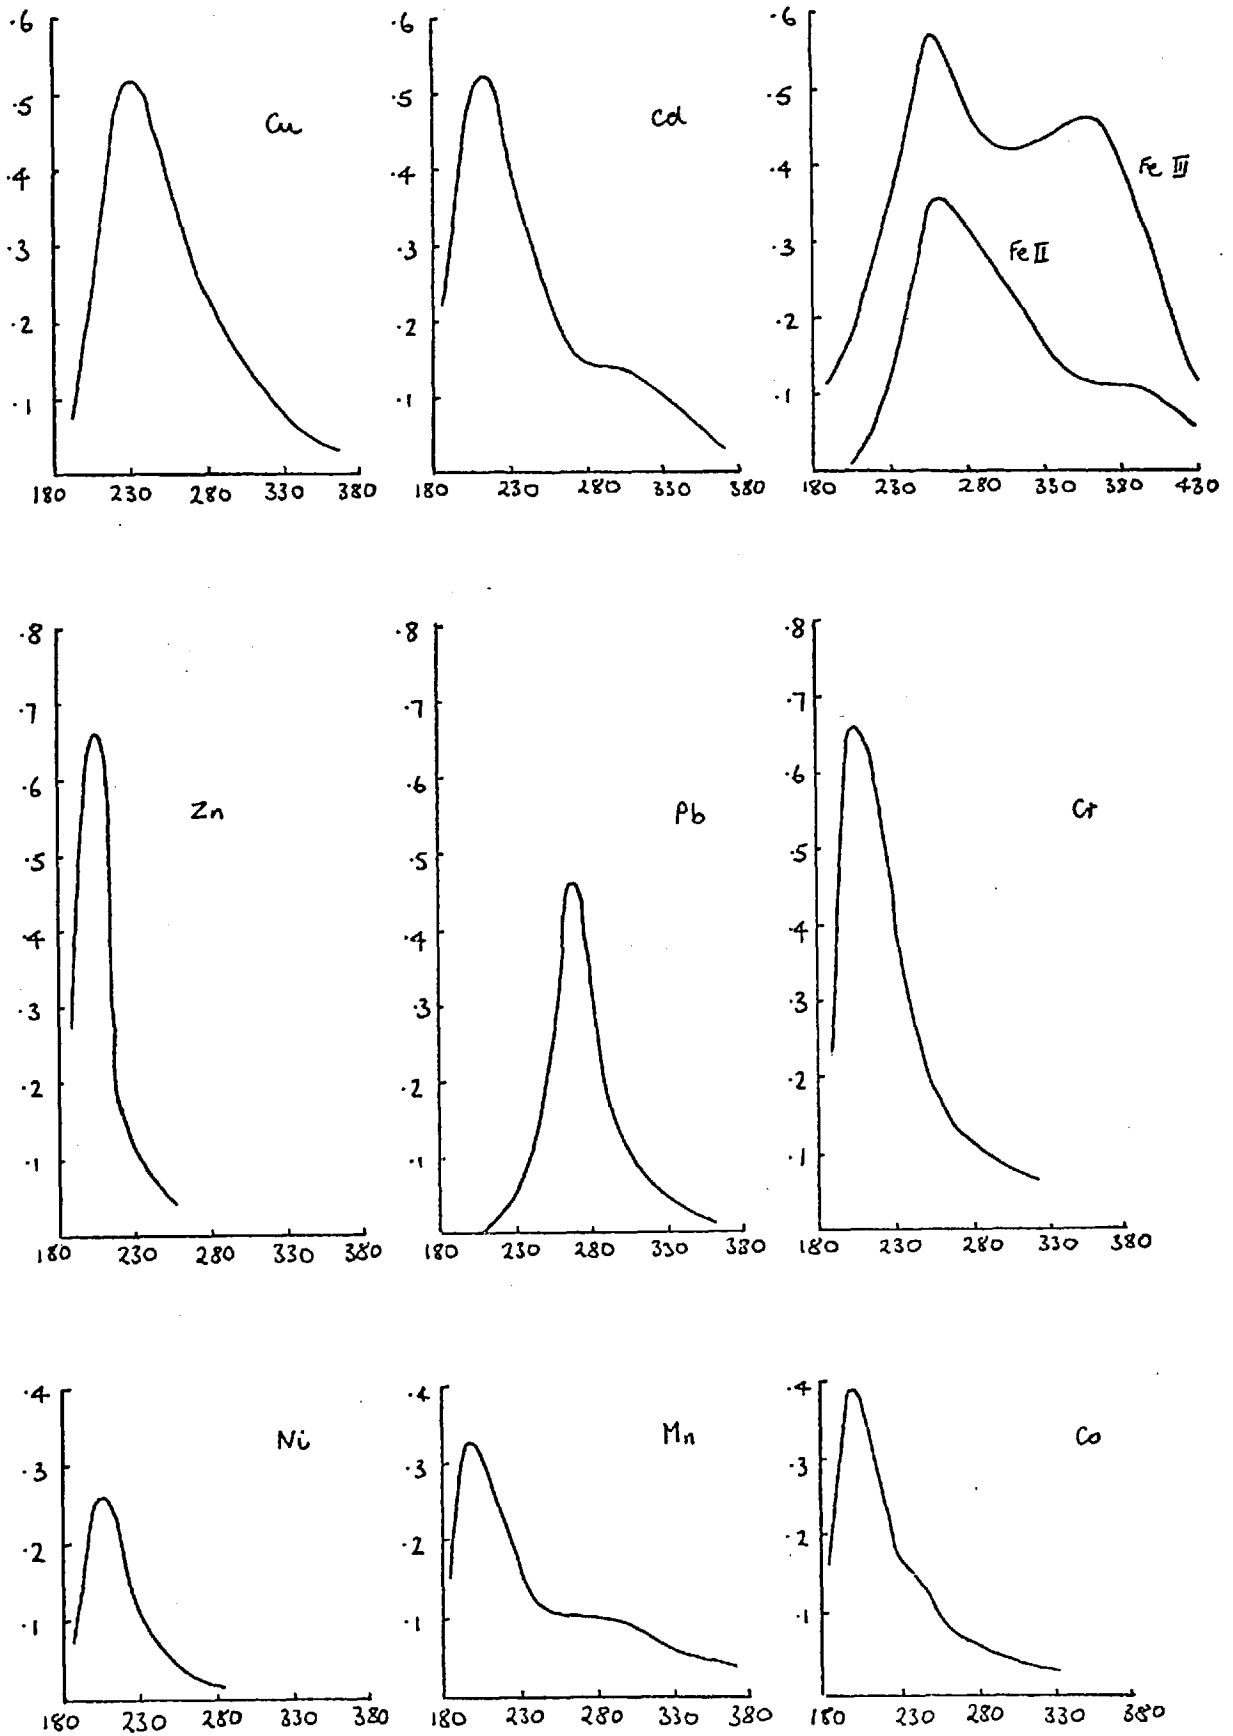 .6 .5 .4 .3 .2 .1
Cu
180 230 280 330 380
.6 .5 .4 .3 .2 .1
Cd
180 230 280 330 380
.6 .5 .4 .3 .2 .1
Fe III
Fe II
180 230 280 330 380 430
.8 .7 .6 .5 .4 .3 .2 .1
Zn
180 230 280 330 380
.8 .7 .6 .5 .4 .3 .2 .1
Pb
180 230 280 330 380
.8 .7 .6 .5 .4 .3 .2 .1
Cr
180 230 280 330 380
.4 .3 .2 .1
Ni
180 230 280 330 380
.4 .3 .2 .1
Mn
180 230 280 330 380
.4 .3 .2 .1
Co
180 230 280 330 380